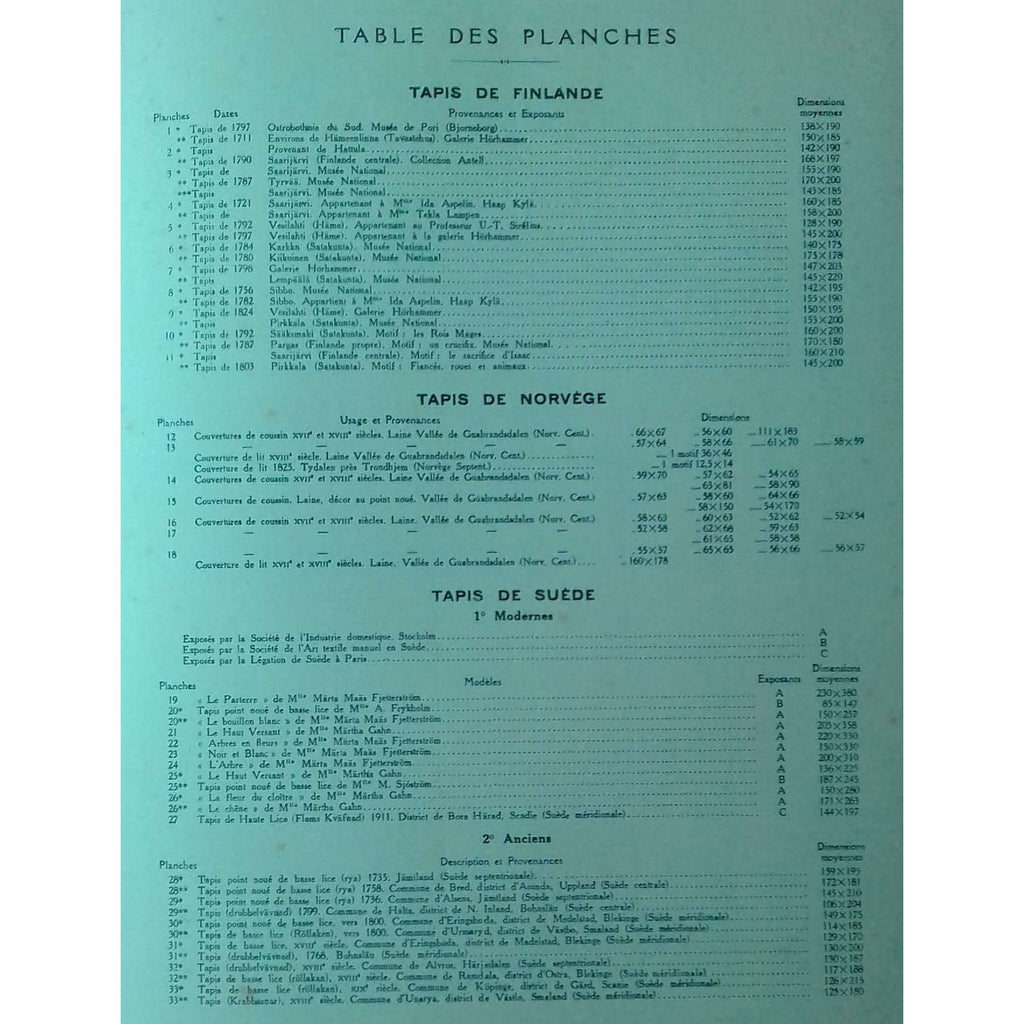 TABLE DES PLANCHES
TAPIS DE FINLANDE
Planches Dates Provenances et Exposants Dimensions moyennes
1 * Tapis de 1797 Ostrobothnie du Sud. Musée de Pori (Bjorneborg) 138×190
** Tapis de 1711 Environs de Hämeenlinna (Tavastehus). Galerie Hörhammer 150×185
2 * Tapis Provenant de Hattula 142×190
** Tapis de 1790 Saarijärvi (Finlande centrale). Collection Antell 168×197
3 * Tapis de Saarijärvi. Musée National 153×190
** Tapis de 1787 Tyrvää. Musée National 170×200
***Tapis Saarijärvi. Musée National 143×185
4 * Tapis de 1721 Saarijärvi. Appartenant à Mme Ida Aspelin. Haap Kylä 160×185
** Tapis de Saarijärvi. Appartenant à Mme Tekla Lampen 158×200
5 * Tapis de 1792 Vesilahti (Häme). Appartenant au Professeur U.-T. Sirélius 128×190
** Tapis de 1797 Vesilahti (Häme). Appartenant à la galerie Hörhammer 145×200
6 * Tapis de 1784 Karkku (Satakunta). Musée National 140×175
** Tapis de 1780 Kiikoinen (Satakunta). Musée National 175×178
7 * Tapis de 1798 Galerie Horhammer 147×203
** Tapis Lempäälä (Satakunta). Musée National 145×220
8 * Tapis de 1756 Sibbo. Musée National 142×195
** Tapis de 1782 Sibbo. Appartient à Mme Ida Aspelin. Haap Kylä 155×190
9 * Tapis de 1824 Vesilahti (Häme). Galerie Hörhammer 150×195
** Tapis Pirkkala (Satakunta). Musée National 153×200
10 * Tapis de 1792 Sääksmaki (Satakunta). Motif : les Rois Mages 160×200
** Tapis de 1787 Pargas (Finlande propre). Motif : un crucifix. Musée National 170×180
11 * Tapis Saarijärvi (Finlande centrale). Motif : le sacrifice d'Isaac 160×210
** Tapis de 1803 Pirkkala (Satakunta). Motif : Fiancés, rouet et animaux 145×200
TAPIS DE NORVÈGE
Planches Usage et Provenances Dimensions
12 Couvertures de coussin XVIIe et XVIIIe siècles. Laine Vallée de Guabrandsdalen (Norv. Cent.). 66×67 56×60 — 111×183
13 — — — — — — 57×64 58×66 — 61×70 — 58×59
Couverture de lit XVIIIe siècle. Vallée de Guabrandsdalen (Norv. Cent.) — 1 motif 36×46
Couverture de lit 1825. Tydalen près Trondhjem (Norvège Septent.) — 1 motif 12.5×14
14 Couvertures de coussin XVIIe et XVIIIe siècles. Laine. Vallée de Guabrandsdalen (Norv. Cent.) 59×70 57×62 — 54×65
— 63×81 — 58×90
15 Couvertures de coussin. Laine, décor au point noué. Vallée de Guabrandsdalen (Norv. Cent.) 57×63 58×60 — 64×66
— 58×150 — 54×170
16 Couvertures de coussin XVIIe et XVIIIe siècles. Laine. Vallée de Guabrandsdalen (Norv. Cent.) 58×63 60×63 — 52×62 — 52×54
17 — — — — — — 52×58 62×68 — 59×63
— 61×65 — 58×58
18 — — — — — — 55×57 — 65×65 — 56×66 — 56×57
Couverture de lit XVIIe et XVIIIe siècles. Laine. Vallée de Guabrandsdalen (Norv. Cent.) 160×178
TAPIS DE SUÈDE
1° Modernes
Exposés par la Société de l'Industrie domestique. Stockolm A
Exposés par la Société de l'Art textile manuel en Suède B
Exposés par la Légation de Suède à Paris C
Planches Modèles Exposants Dimensions moyennes
19 « Le Parterre » de Mlle Märta Maäs Fjetterström A 230×380
20* Tapis point noué de basse lice de Mlle A. Frykholm B 85×147
20** « Le bouillon blanc » de Mlle Märta Maäs Fjetterström A 150×257
21 « Le Haut Versant » de Mlle Märtha Gahn A 205×358
22 « Arbres en fleurs » de Mlle Märta Maäs Fjetterström A 220×330
23 « Noir et Blanc » de Mlle Märta Maäs Fjetterström A 150×330
24 « L'Arbre » de Mlle Märta Maäs Fjetterström A 200×310
25* « Le Haut Versant » de Mlle Märtha Gahn A 136×225
25** Tapis point noué de basse lice de Mlle M. Sjöström B 187×245
26* « La fleur du cloître » de Mlle Märtha Gahn A 150×280
26** « Le chêne » de Mlle Märtha Gahn A 171×263
27 Tapis de Haute Lice (Flams Kväfnad) 1911. District de Bora Härad, Scadie (Suède méridionale) C 144×197
2° Anciens
Planches Description et Provenances Dimensions moyennes
28* Tapis point noué de basse lice (rya) 1735. Jämtland (Suède septentrionale) 159×195
28** Tapis point noué de basse lice (rya) 1758. Commune de Bred, district d'Asunda, Uppland (Suède centrale) 172×181
29* Tapis point noué de basse lice (rya) 1736. Commune d'Alsens, Jämtland (Suède septentrionale) 145×210
29** Tapis (drubbelvävnad) 1799. Commune de Halta, district de N. Inland, Bohuslän (Suède centrale) 106×204
30* Tapis point noué de basse lice, vers 1800. Commune d'Eringsboda, district de Medelstad, Blekinge (Suède méridionale) 149×175
30** Tapis de basse lice (Röllaken), vers 1800. Commune d'Unnaryd, district de Västbo, Smaland (Suède méridionale) 114×185
31* Tapis de basse lice, XVIIIe siècle. Commune d'Eringsboda, district de Madelstad, Blekinge (Suède méridionale) 129×170
31** Tapis (drubbelvävnad), 1768. Bohuslän (Suède méridionale) 130×200
32* Tapis (drubbelvävnad), XVIIIe siècle. Commune de Alvros, Härjedalen (Suède septentrionale) 130×187
32** Tapis de basse lice (röllakan), XVIIIe siècle. Commune de Ramdala, district d'Ostra, Blekinge (Suède méridionale) 117×188
33* Tapis de basse lice (röllakan), XIXe siècle. Commune de Köpinge, district de Gärd, Scanie (Suède méridionale) 126×215
33** Tapis (Krabbasnar), XVIIIe siècle. Commune d'Unarya, district de Västio, Smaland (Suède méridionale) 125×150